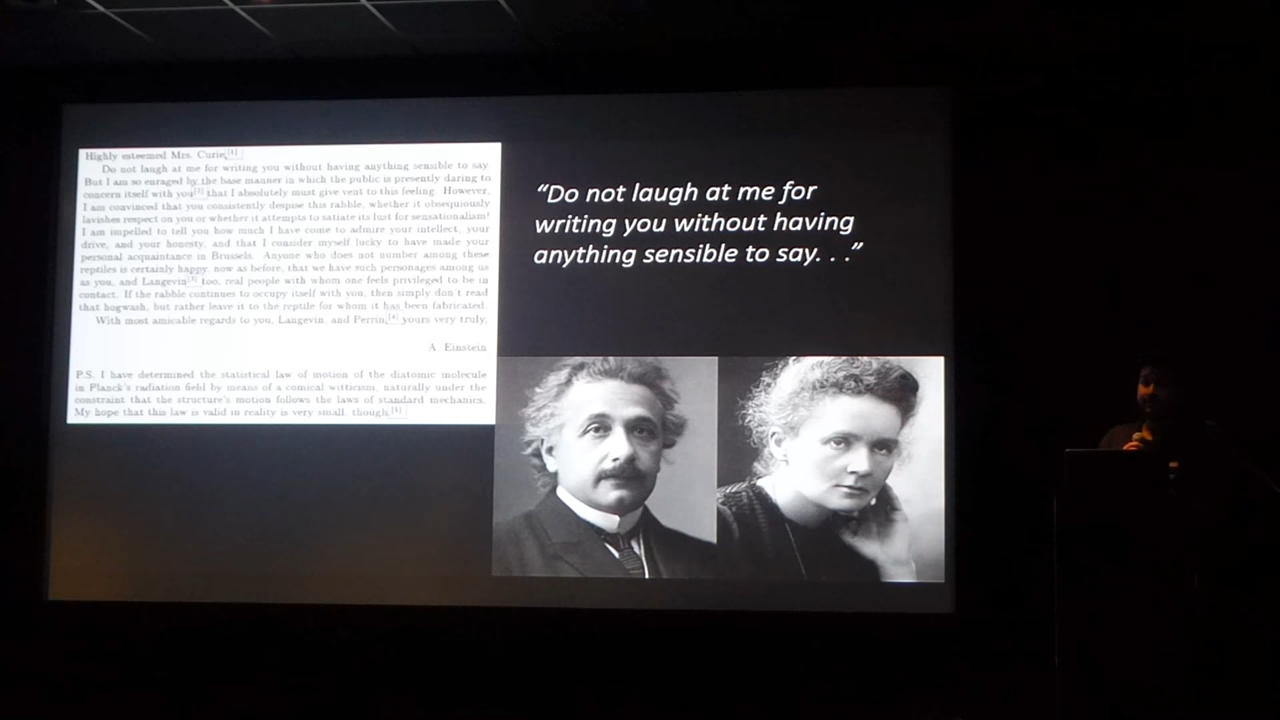 Highly esteemed Mrs. Curie,[1]
Do not laugh at me for writing you without having anything sensible to say.
But I am so enraged by the base manner in which the public is presently daring to
concern itself with you[2] that I absolutely must give vent to this feeling. However,
I am convinced that you consistently despise this rabble, whether it obsequiously
lavishes respect on you or whether it attempts to satiate its lust for sensationalism!
I am impelled to tell you how much I have come to admire your intellect, your
drive, and your honesty, and that I consider myself lucky to have made your
personal acquaintance in Brussels. Anyone who does not number among these
reptiles is certainly happy, now as before, that we have such personages among us
as you, and Langevin[3] too, real people with whom one feels privileged to be in
contact. If the rabble continues to occupy itself with you, then simply don't read
that hogwash, but rather leave it to the reptile for whom it has been fabricated.
With most amicable regards to you, Langevin, and Perrin,[4] yours very truly,
A. Einstein
P.S. I have determined the statistical law of motion of the diatomic molecule
in Planck's radiation field by means of a comical witticism, naturally under the
constraint that the structure's motion follows the laws of standard mechanics.
My hope that this law is valid in reality is very small, though.[5]
“Do not laugh at me for
writing you without having
anything sensible to say. . .”